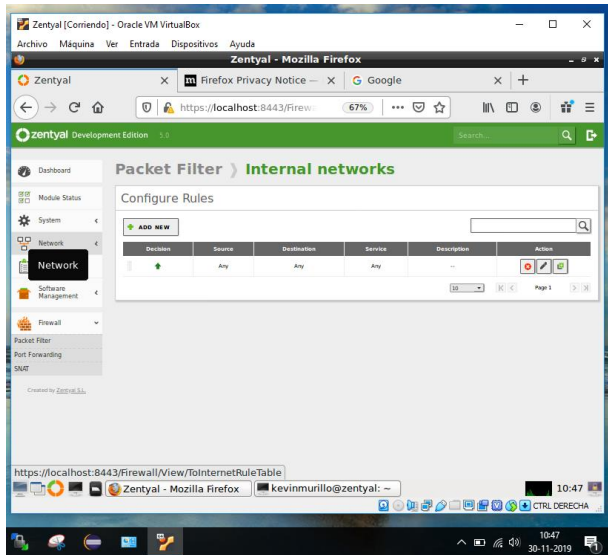 Zentyal [Corriendo] - Oracle VM VirtualBox
Archivo Máquina Ver Entrada Dispositivos Ayuda
Zentyal - Mozilla Firefox
Zentyal
Firefox Privacy Notice —
Google
https://localhost:8443/Firew
67%
zentyal Development Edition 5.0
Search...
Dashboard
Module Status
System
Network
Network
Software Management
Firewall
Packet Filter
Port Forwarding
SNAT
Created by Zentyal S.L.
Packet Filter Internal networks
Configure Rules
ADD NEW
Decision Source Destination Service Description Action
Any Any Any --
10 Page 1
https://localhost:8443/Firewall/View/ToInternetRuleTable
Zentyal - Mozilla Firefox
kevinmurillo@zentyal: ~
10:47
CTRL DERECHA
10:47
30-11-2019